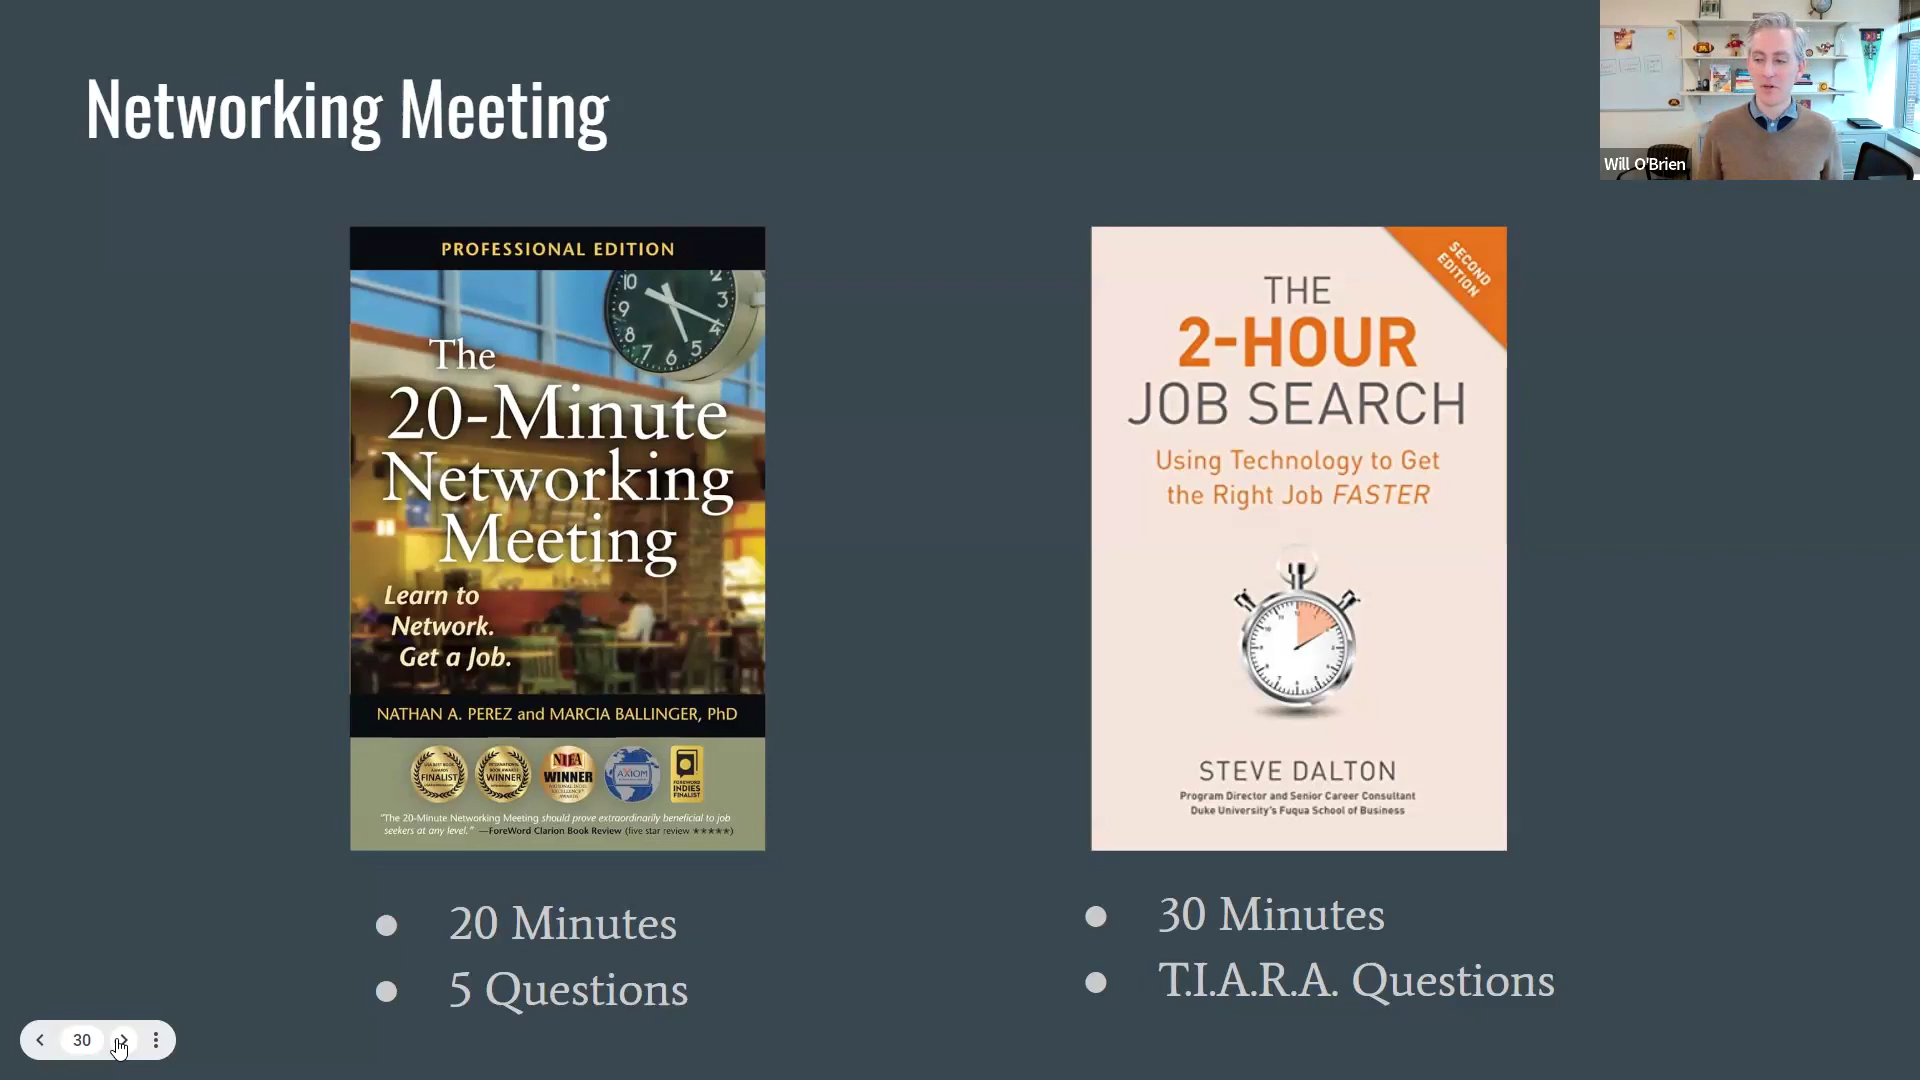 Networking Meeting
Will O'Brien
PROFESSIONAL EDITION
The
20-Minute
Networking
Meeting
Learn to
Network.
Get a Job.
NATHAN A. PEREZ and MARCIA BALLINGER, PhD
FINALIST
WINNER
NIEA
WINNER
AXIOM
FOREWORD
INDIES
FINALIST
"The 20-Minute Networking Meeting should prove extraordinarily beneficial to job
seekers at any level." —ForeWord Clarion Book Review (five star review ★★★★★)
● 20 Minutes
● 5 Questions
SECOND
EDITION
THE
2-HOUR
JOB SEARCH
Using Technology to Get
the Right Job FASTER
STEVE DALTON
Program Director and Senior Career Consultant
Duke University's Fuqua School of Business
● 30 Minutes
● T.I.A.R.A. Questions
30